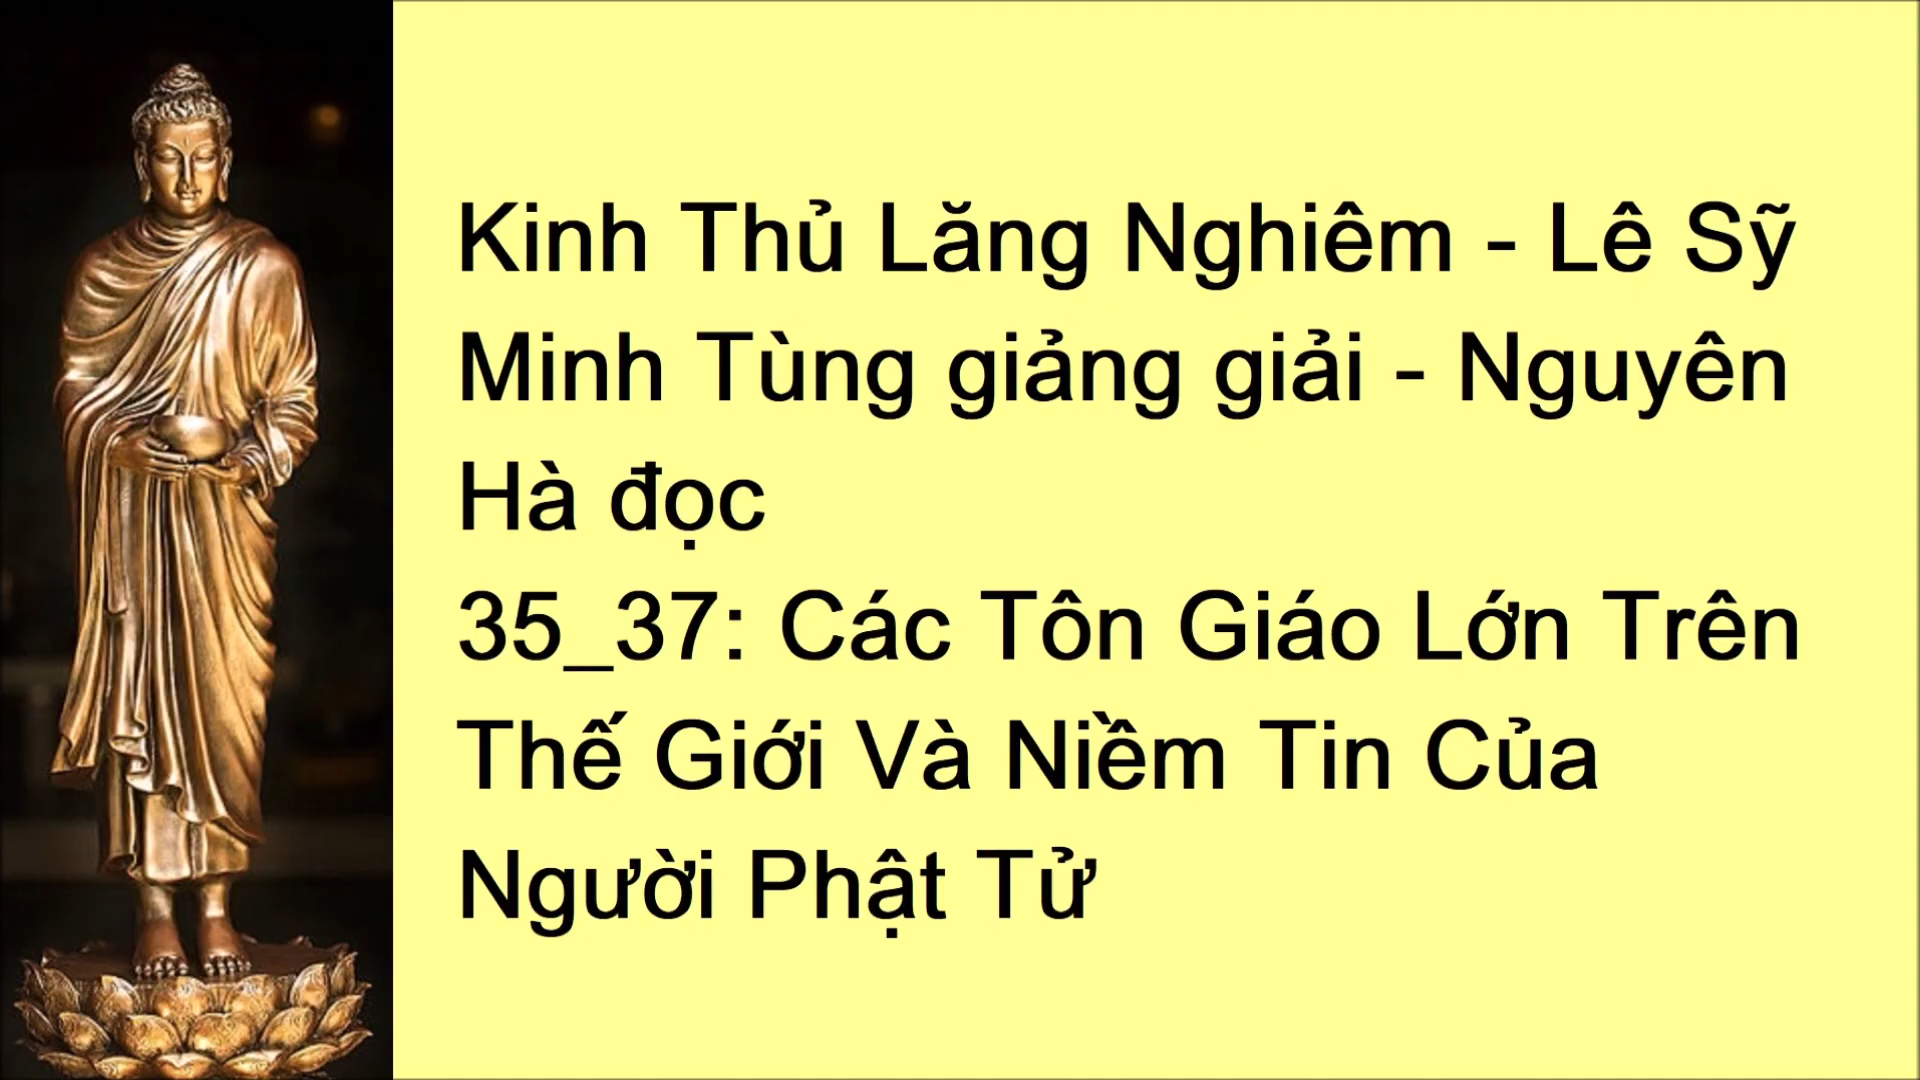 Kinh Thủ Lăng Nghiêm - Lê Sỹ
Minh Tùng giảng giải - Nguyên
Hà đọc
35_37: Các Tôn Giáo Lớn Trên
Thế Giới Và Niềm Tin Của
Người Phật Tử